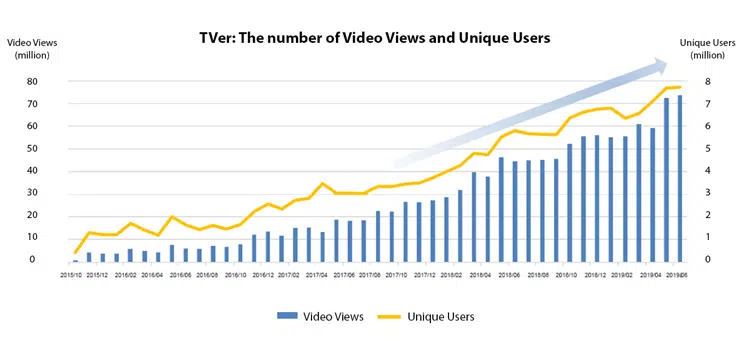 TVer: The number of Video Views and Unique Users
Video Views
(million)
Unique Users
(million)
80
70
60
50
40
30
20
10
0
8
7
6
5
4
3
2
1
0
2015/10 2015/12 2016/02 2016/04 2016/06 2016/08 2016/10 2016/12 2017/02 2017/04 2017/06 2017/08 2017/10 2017/12 2018/02 2018/04 2018/06 2018/08 2018/10 2018/12 2019/02 2019/04 2019/06
Video Views
Unique Users